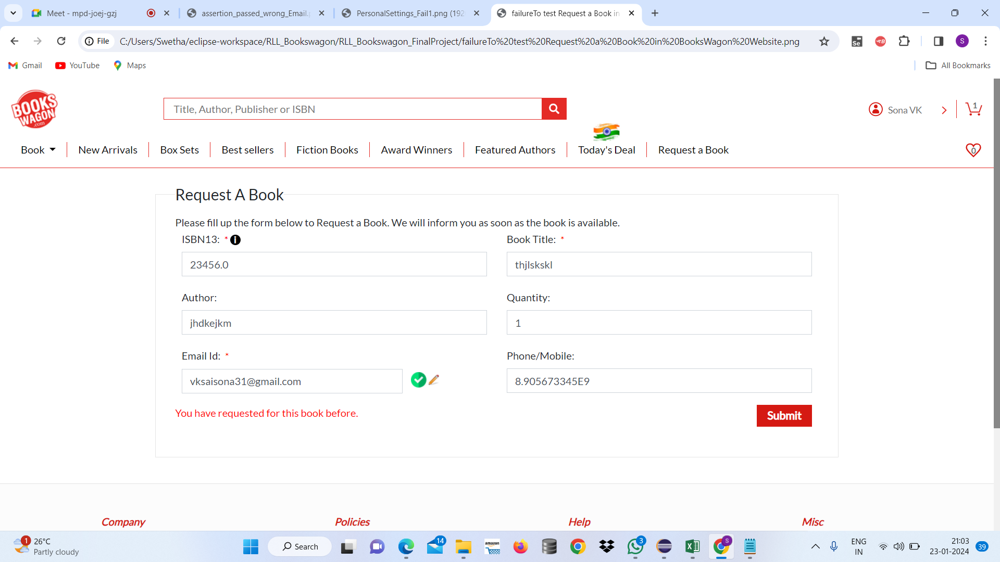 Meet - mpd-joej-gzj
assertion_passed_wrong_Email.
PersonalSettings_Fail1.png (192
failureTo test Request a Book in
File
C:/Users/Swetha/eclipse-workspace/RLL_Bookswagon/RLL_Bookswagon_FinalProject/failureTo%20test%20Request%20a%20Book%20in%20BooksWagon%20Website.png
Se
S
Gmail
YouTube
Maps
All Bookmarks
BOOKS
WAGON
.com
Title, Author, Publisher or ISBN
Sona VK
1
Book
New Arrivals
Box Sets
Best sellers
Fiction Books
Award Winners
Featured Authors
Today's Deal
Request a Book
0
Request A Book
Please fill up the form below to Request a Book. We will inform you as soon as the book is available.
ISBN13: *
Book Title: *
23456.0
thjlskskl
Author:
Quantity:
jhdkejkm
1
Email Id: *
Phone/Mobile:
vksaisona31@gmail.com
8.905673345E9
You have requested for this book before.
Submit
Company
Policies
Help
Misc
1
26°C
Partly cloudy
Search
14
amazon
3
S
ENG
IN
21:03
23-01-2024
39